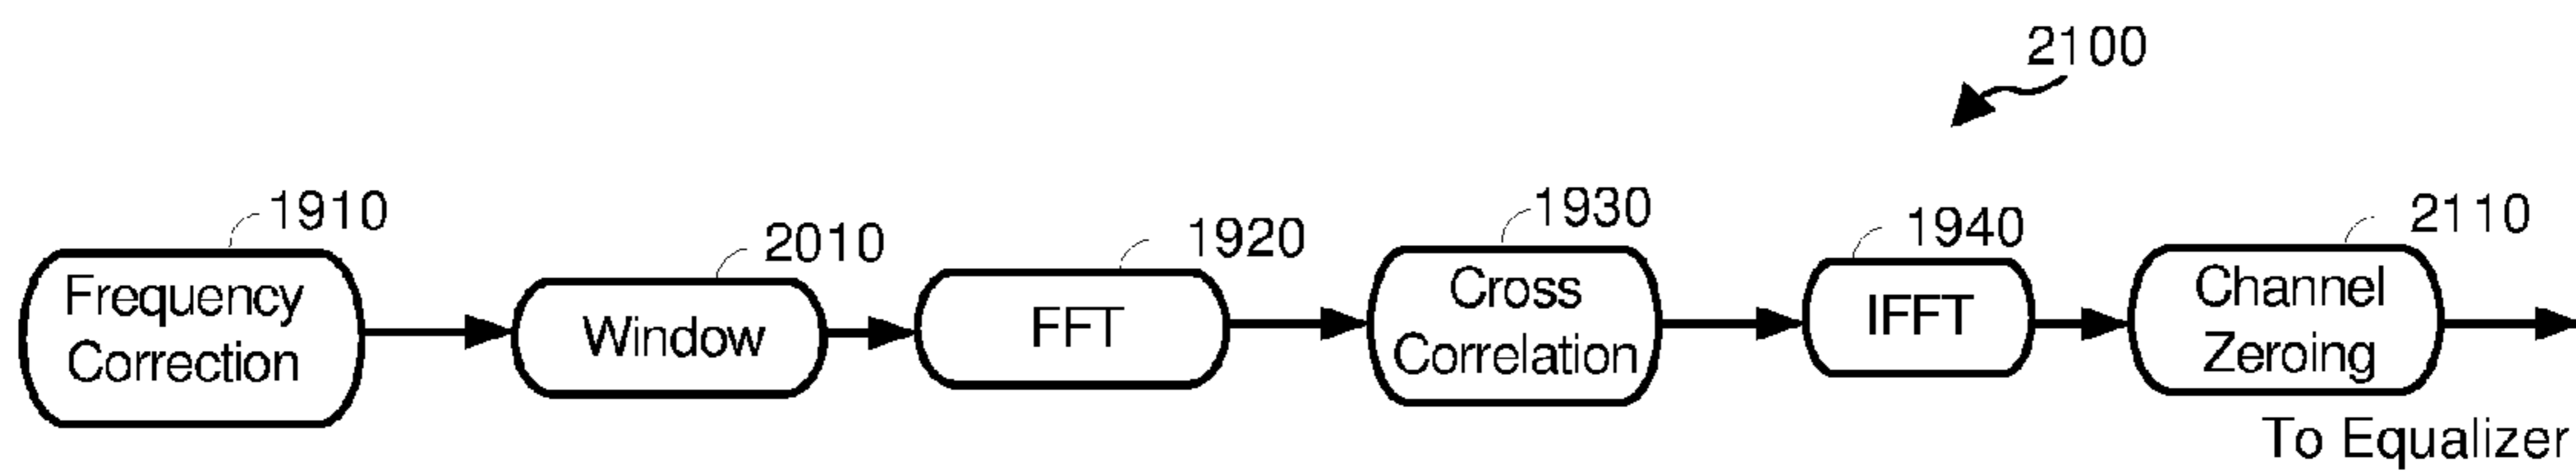 2100
1910
Frequency
Correction
2010
Window
1920
FFT
1930
Cross
Correlation
1940
IFFT
2110
Channel
Zeroing
To Equalizer